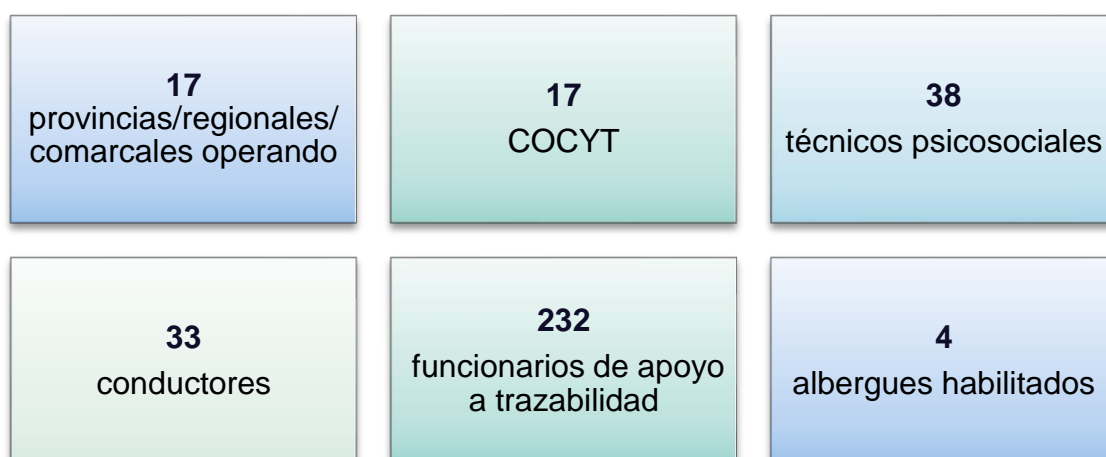 17
provincias/regionales/
comarcales operando
17
COCYT
38
técnicos psicosociales
33
conductores
232
funcionarios de apoyo
a trazabilidad
4
albergues habilitados